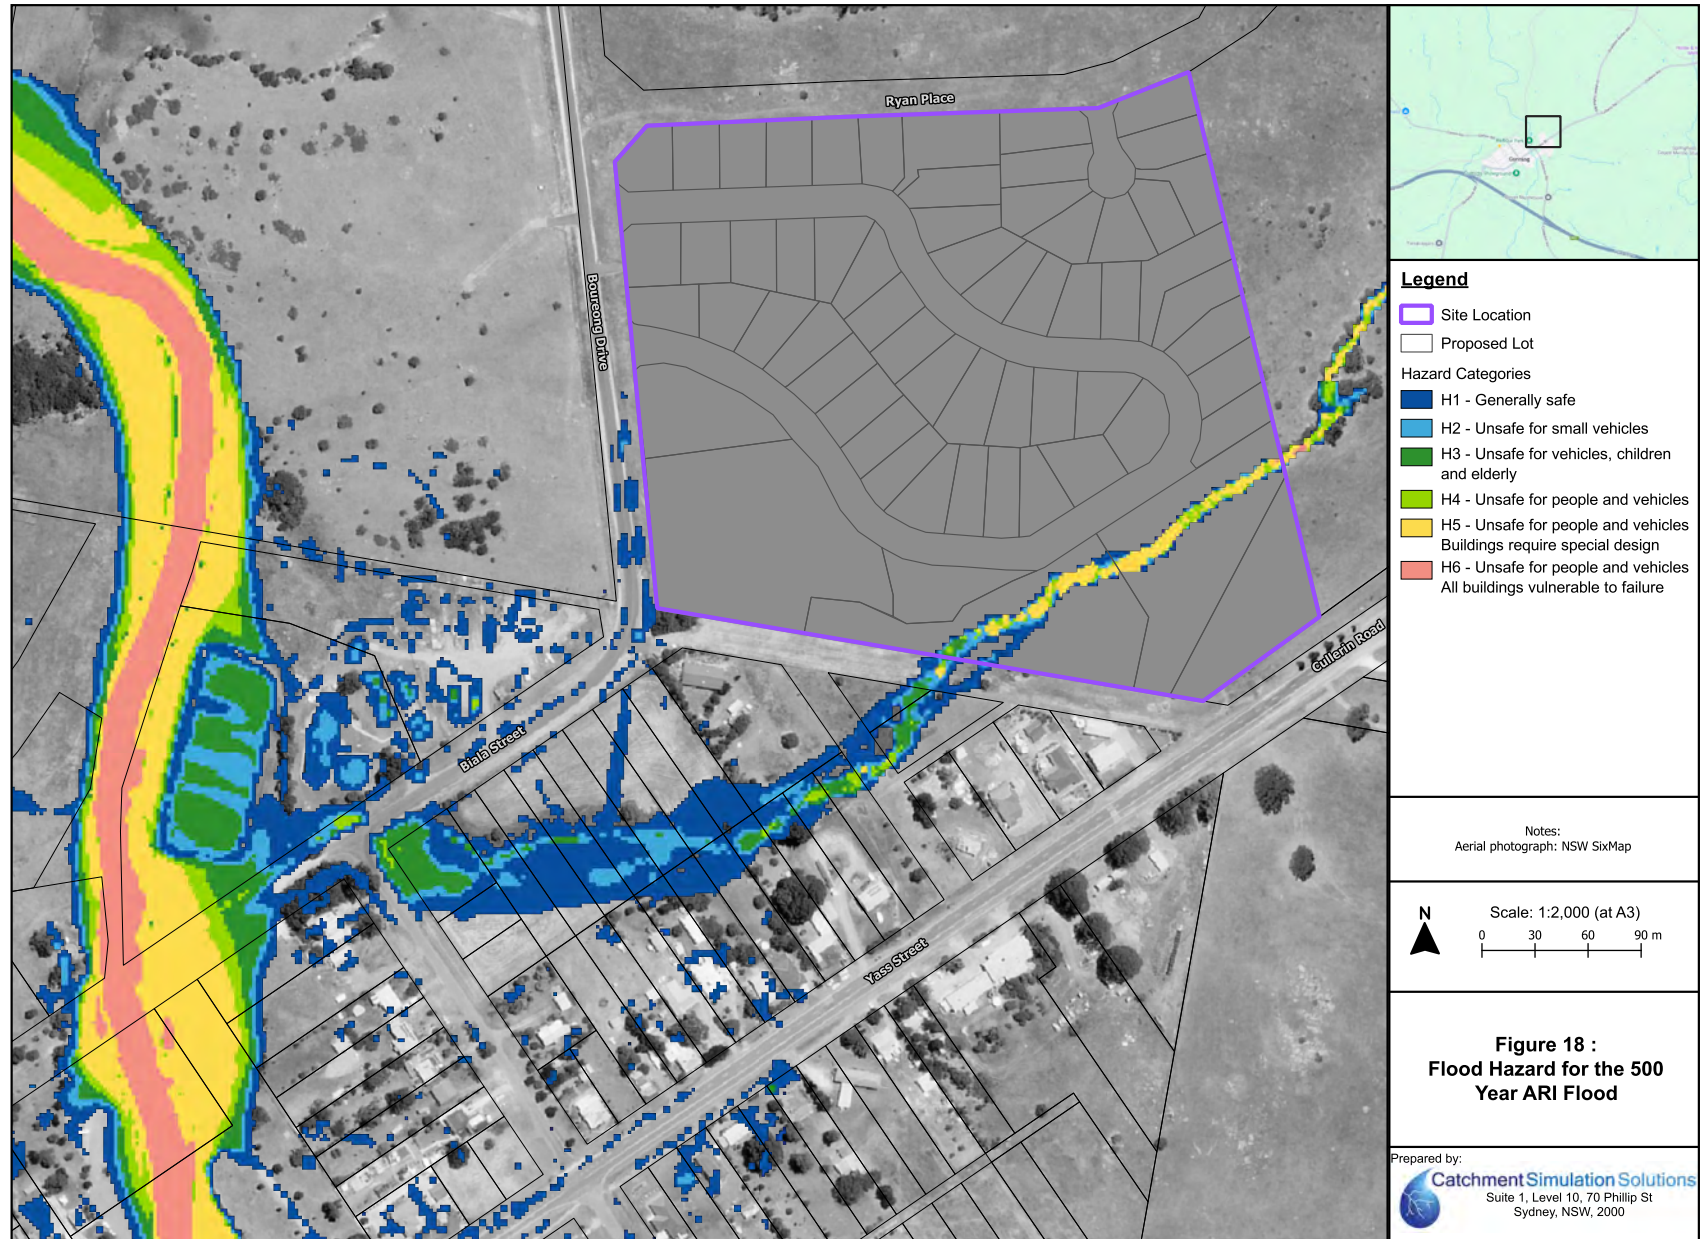 Ryan Place
Boureong Drive
Biala Street
Yass Street
Cullerin Road
Legend
Site Location
Proposed Lot
Hazard Categories
H1 - Generally safe
H2 - Unsafe for small vehicles
H3 - Unsafe for vehicles, children
and elderly
H4 - Unsafe for people and vehicles
H5 - Unsafe for people and vehicles
Buildings require special design
H6 - Unsafe for people and vehicles
All buildings vulnerable to failure
Notes:
Aerial photograph: NSW SixMap
N
Scale: 1:2,000 (at A3)
0 30 60 90 m
Figure 18 :
Flood Hazard for the 500
Year ARI Flood
Prepared by:
Catchment Simulation Solutions
Suite 1, Level 10, 70 Phillip St
Sydney, NSW, 2000